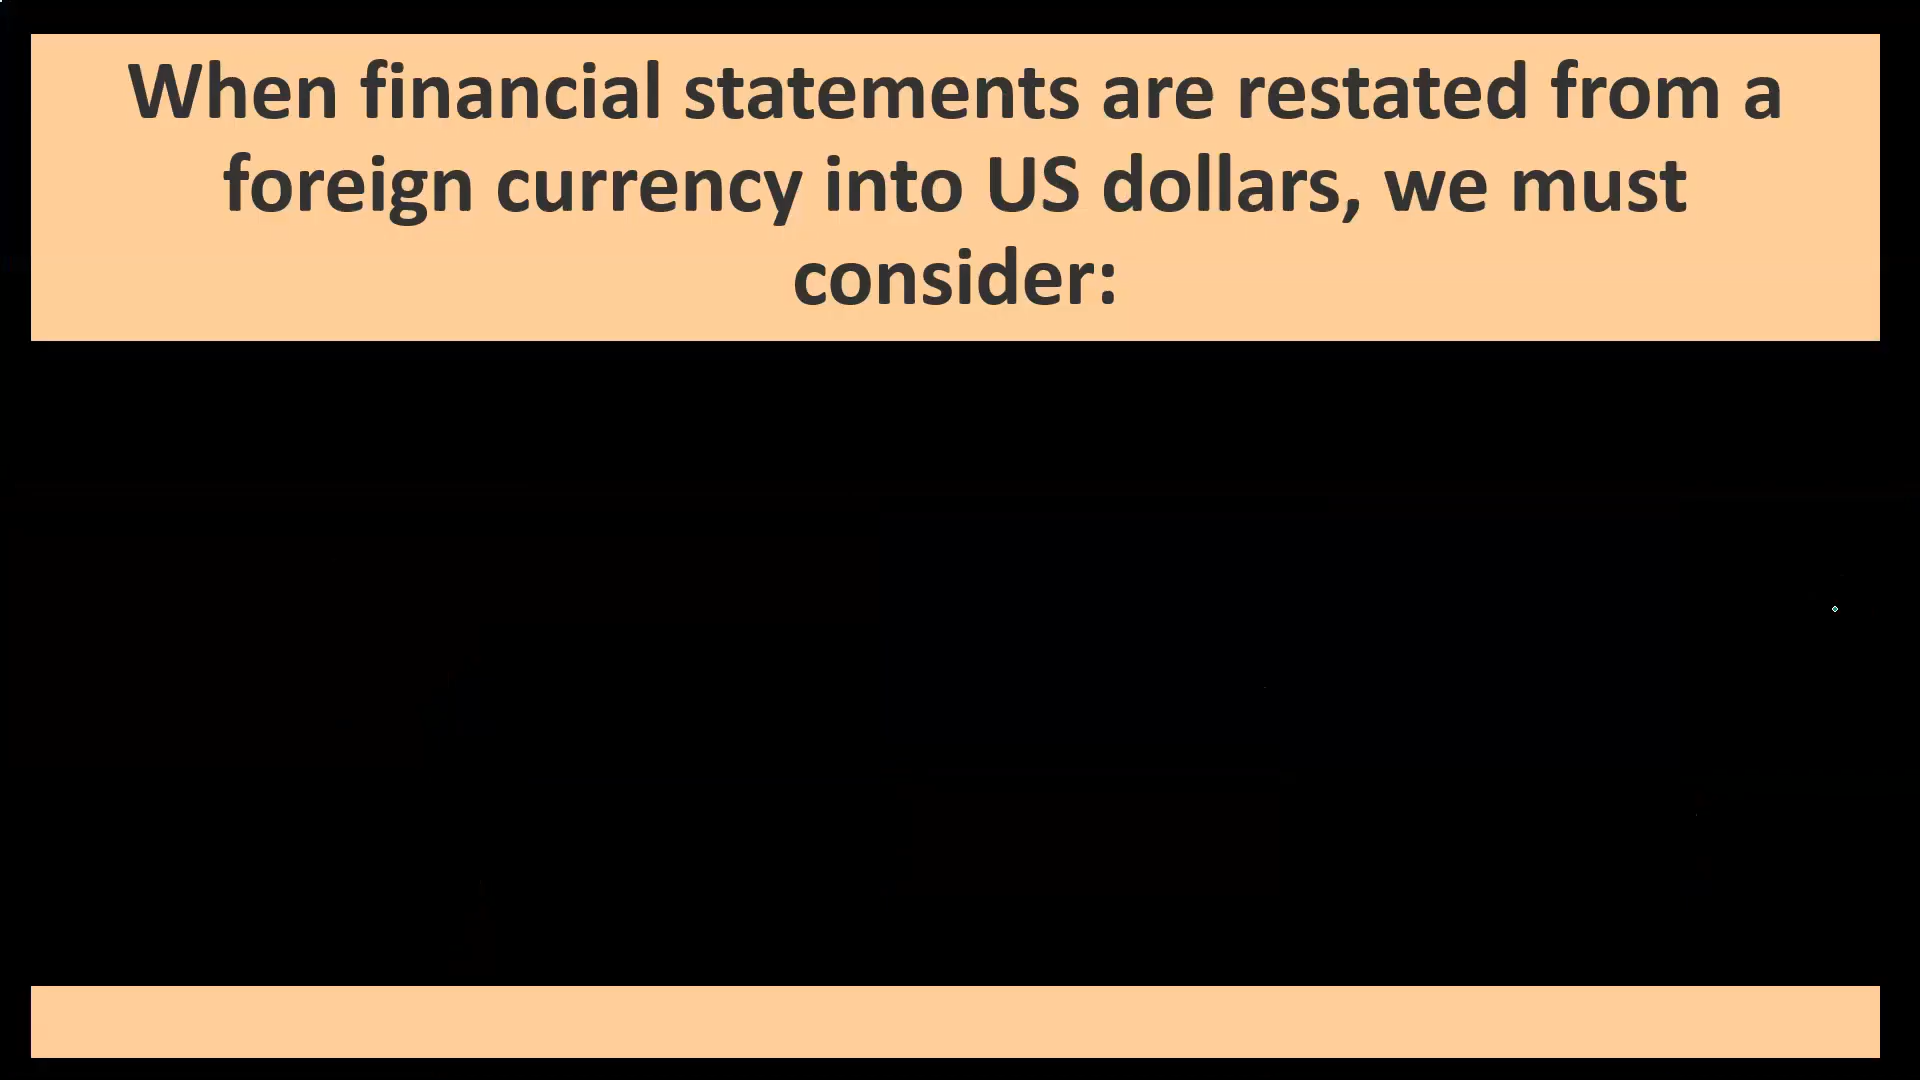 When financial statements are restated from a
foreign currency into US dollars, we must
consider: